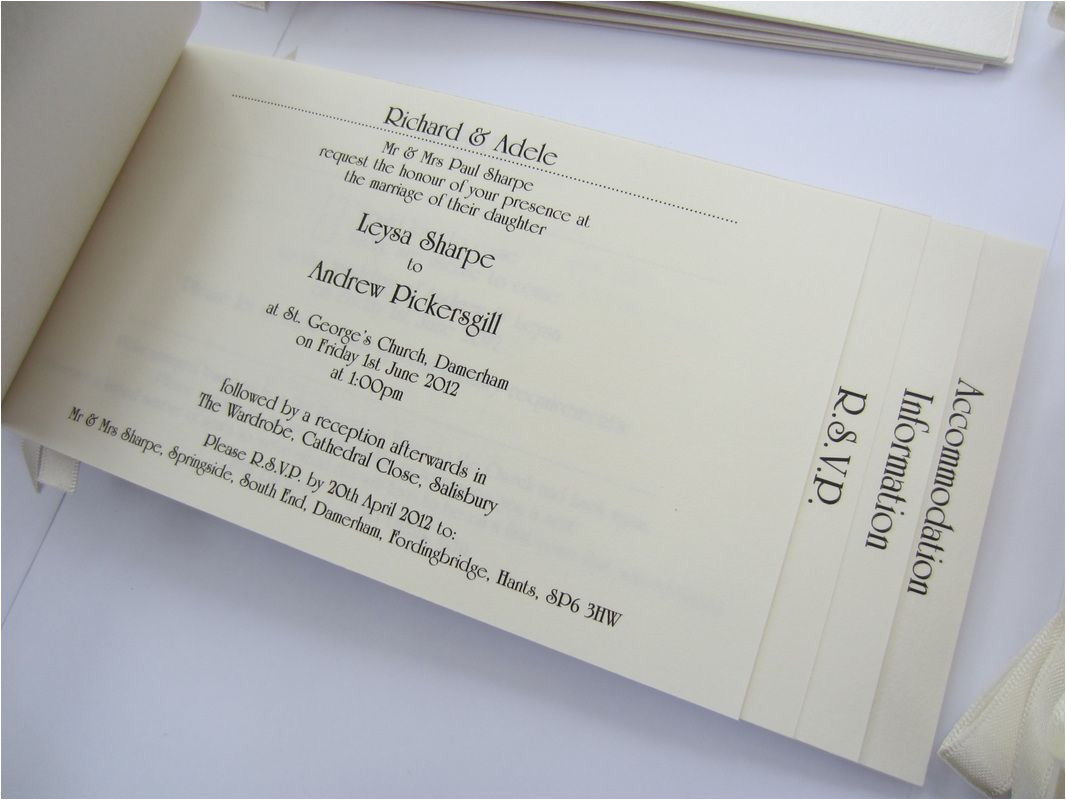 Richard & Adele
Mr & Mrs Paul Sharpe
request the honour of your presence at
the marriage of their daughter
Leysa Sharpe
to
Andrew Pickersgill
at St. George's Church, Damerham
on Friday 1st June 2012
at 1:00pm
followed by a reception afterwards in
The Wardrobe, Cathedral Close, Salisbury
Please R.S.V.P. by 20th April 2012 to:
Mr & Mrs Sharpe, Springside, South End, Damerham, Fordingbridge, Hants, SP6 3HW
R.S.V.P.
Information
Accommodation